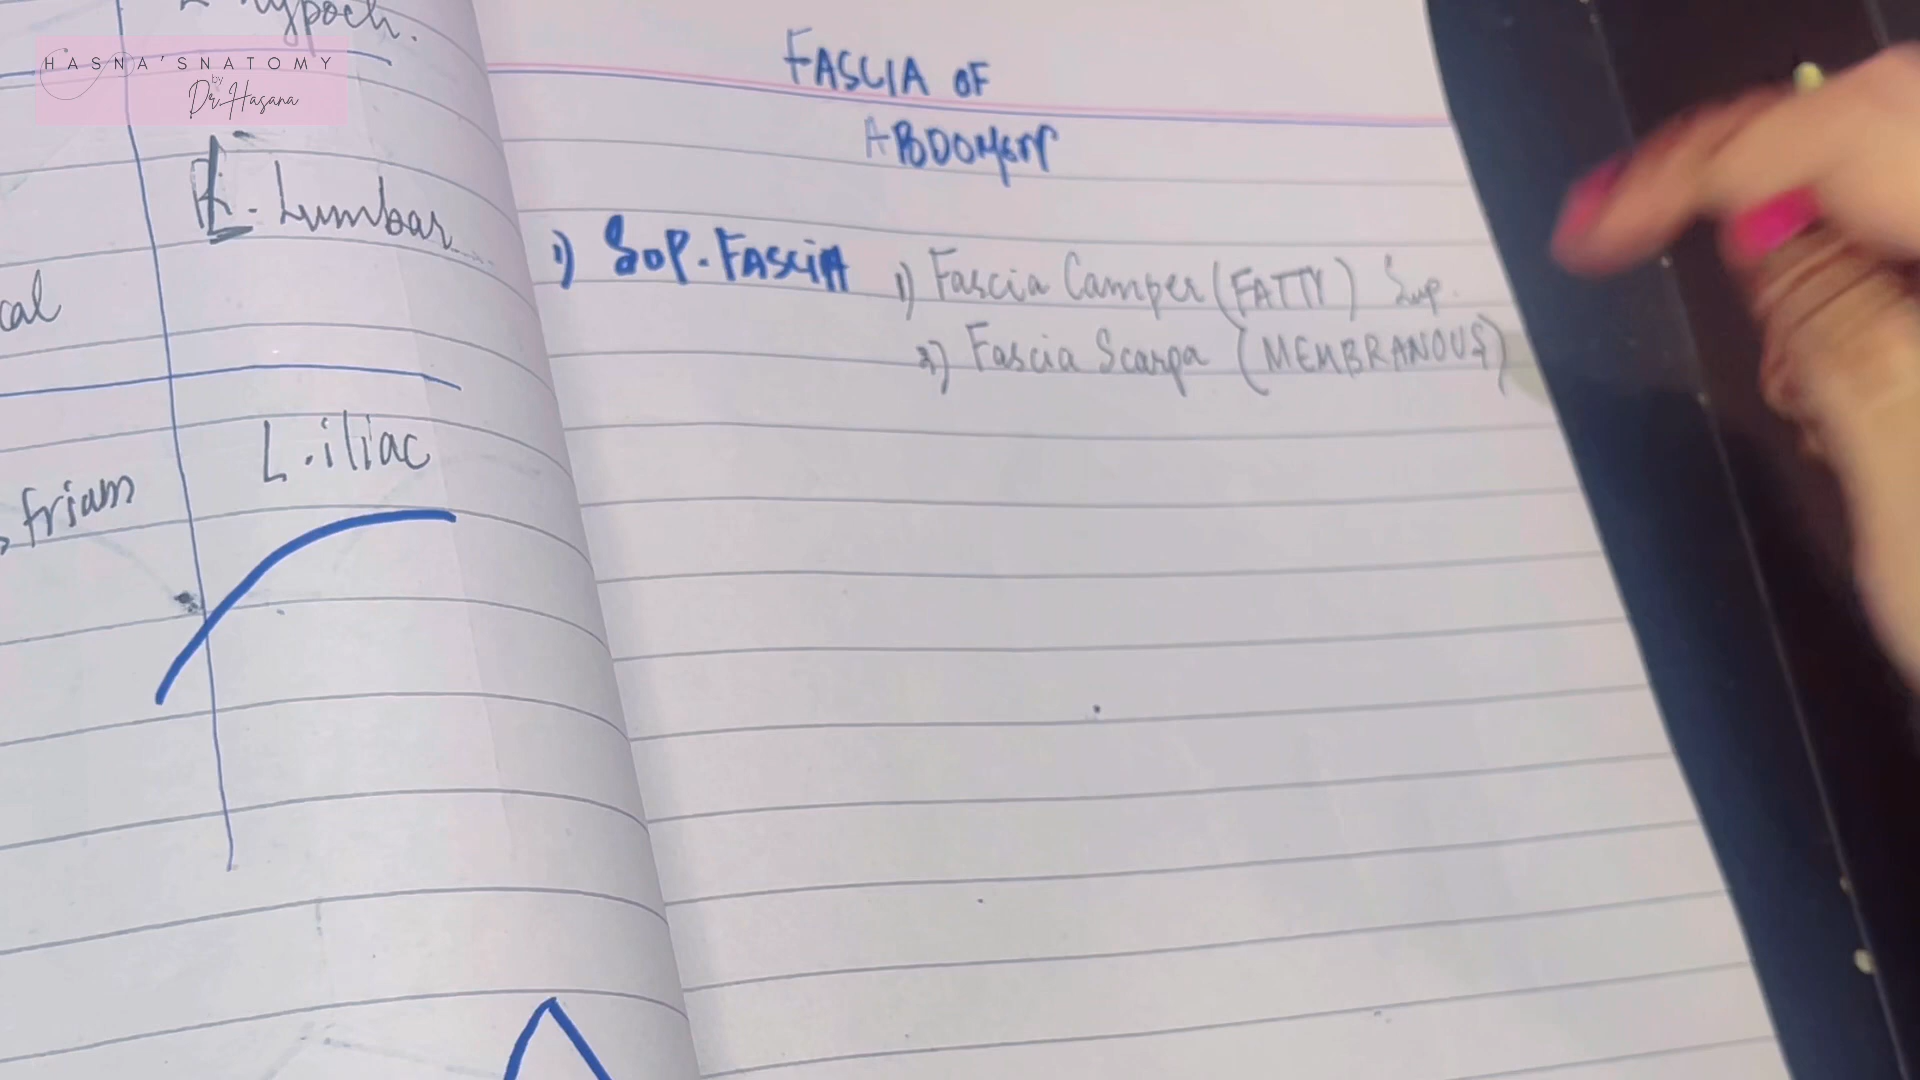 HASNA'SNATOMY
by
Dr. Hasana
hypoch.
L. Lumbar
cal
L. iliac
FASCIA OF
ABDOMEN
1) SUP. FASCIA
1) Fascia Camper (FATTY) Sup.
2) Fascia Scarpa (MEMBRANOUS)